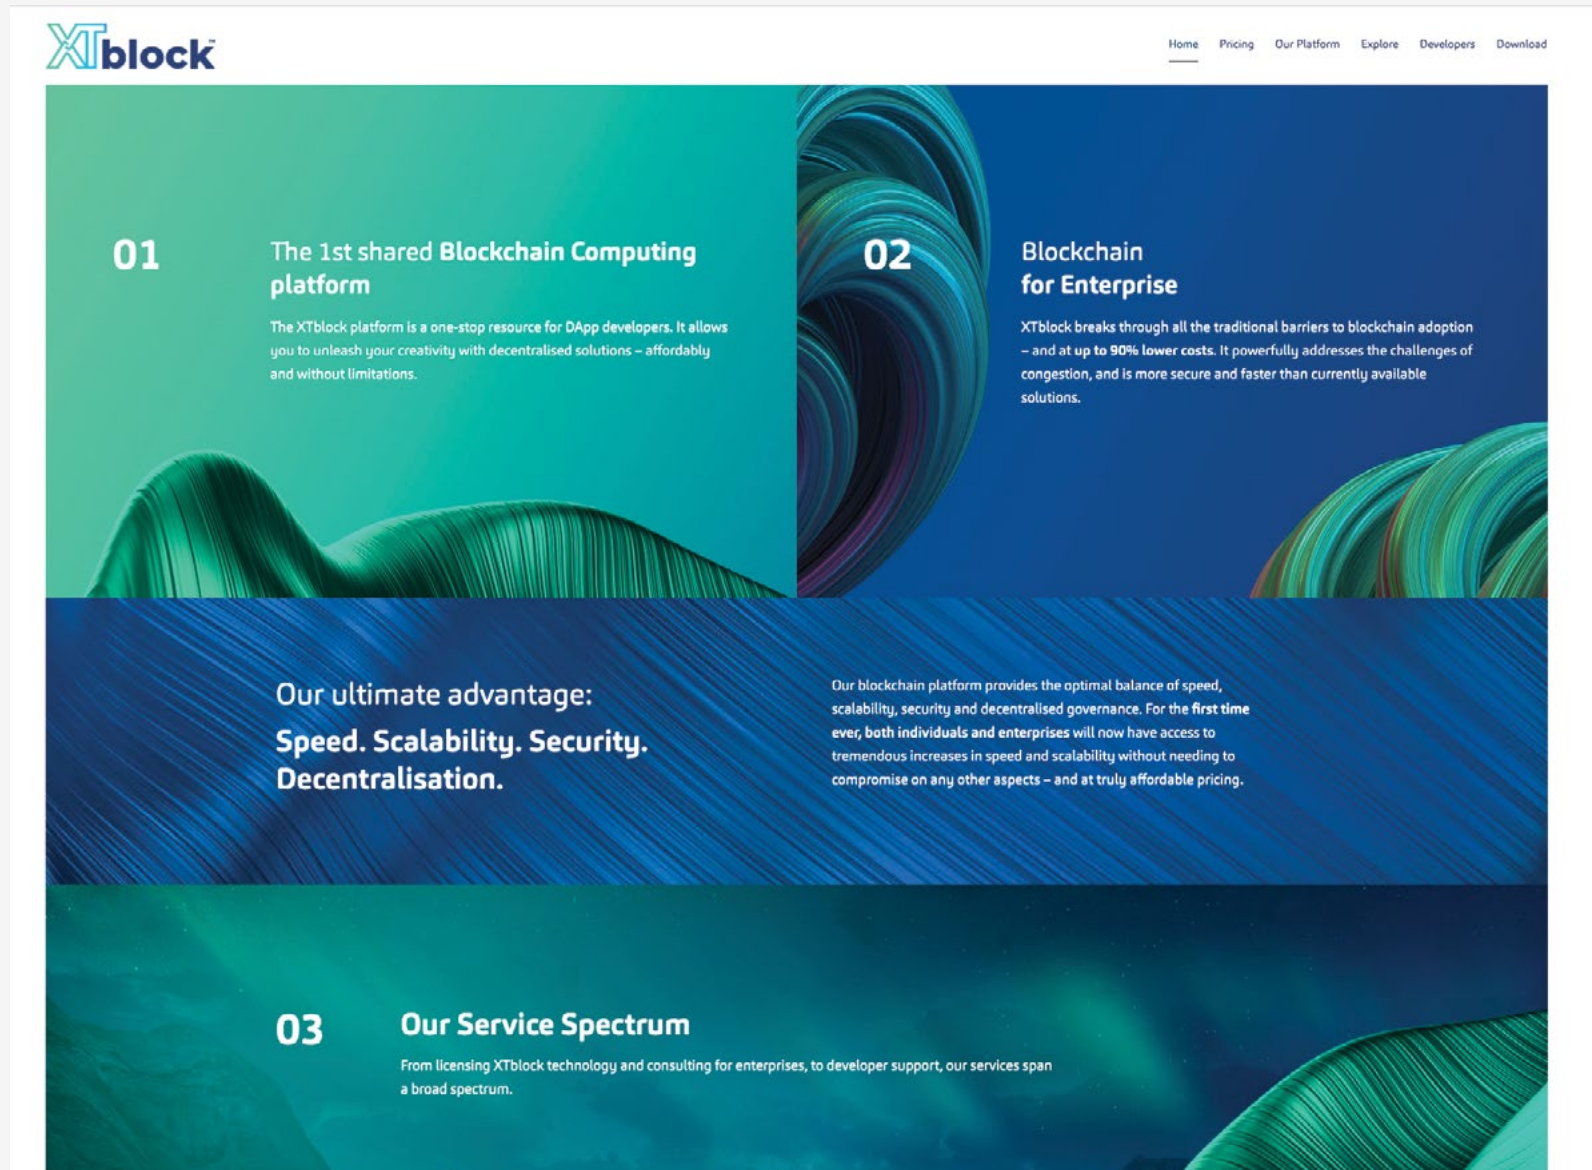 XTblock™
Home Pricing Our Platform Explore Developers Download
01
The 1st shared Blockchain Computing
platform
The XTblock platform is a one-stop resource for DApp developers. It allows
you to unleash your creativity with decentralised solutions – affordably
and without limitations.
02
Blockchain
for Enterprise
XTblock breaks through all the traditional barriers to blockchain adoption
– and at up to 90% lower costs. It powerfully addresses the challenges of
congestion, and is more secure and faster than currently available
solutions.
Our ultimate advantage:
Speed. Scalability. Security.
Decentralisation.
Our blockchain platform provides the optimal balance of speed,
scalability, security and decentralised governance. For the first time
ever, both individuals and enterprises will now have access to
tremendous increases in speed and scalability without needing to
compromise on any other aspects – and at truly affordable pricing.
03
Our Service Spectrum
From licensing XTblock technology and consulting for enterprises, to developer support, our services span
a broad spectrum.